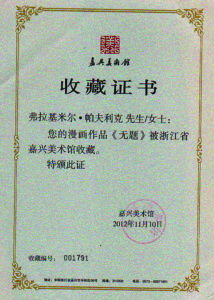 嘉兴美术馆
收藏证书
弗拉基米尔·帕夫利克 先生/女士:
您的漫画作品《无题》被浙江省
嘉兴美术馆收藏。
特颁此证
嘉兴美术馆
2012年11月10日
收藏编号: 001791